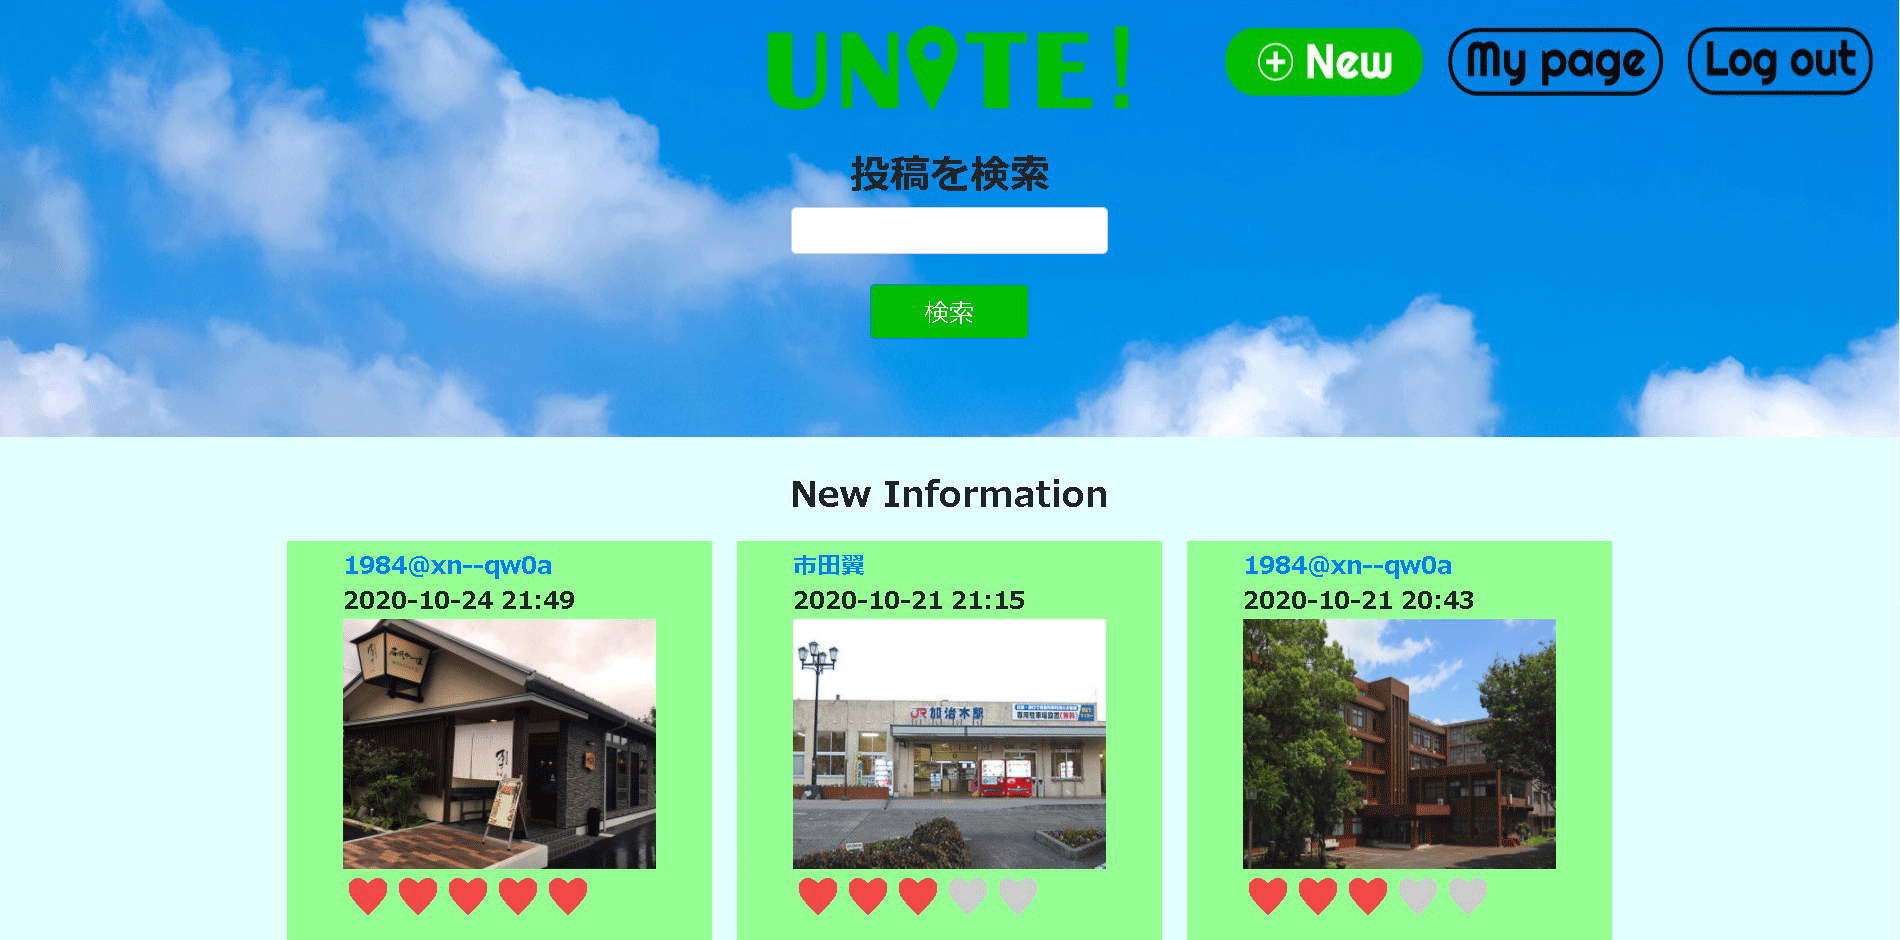 UNITE!
New
My page
Log out
投稿を検索
検索
New Information
1984@xn--qw0a
2020-10-24 21:49
市田翼
2020-10-21 21:15
JR加治木駅
1984@xn--qw0a
2020-10-21 20:43